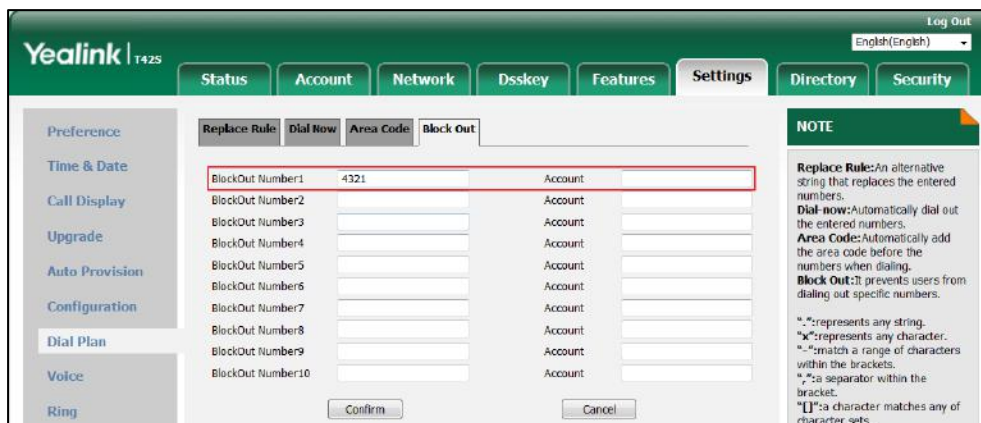 Log Out
Yealink | T42S
English(English)
Status Account Network Dsskey Features Settings Directory Security
Preference
Time & Date
Call Display
Upgrade
Auto Provision
Configuration
Dial Plan
Voice
Ring
Replace Rule Dial Now Area Code Block Out
BlockOut Number1 4321 Account
BlockOut Number2 Account
BlockOut Number3 Account
BlockOut Number4 Account
BlockOut Number5 Account
BlockOut Number6 Account
BlockOut Number7 Account
BlockOut Number8 Account
BlockOut Number9 Account
BlockOut Number10 Account
Confirm Cancel
NOTE
Replace Rule:An alternative
string that replaces the entered
numbers.
Dial-now:Automatically dial out
the entered numbers.
Area Code:Automatically add
the area code before the
numbers when dialing.
Block Out:It prevents users from
dialing out specific numbers.
".":represents any string.
"x":represents any character.
"-":match a range of characters
within the brackets.
",":a separator within the
bracket.
"[]":a character matches any of
character sets